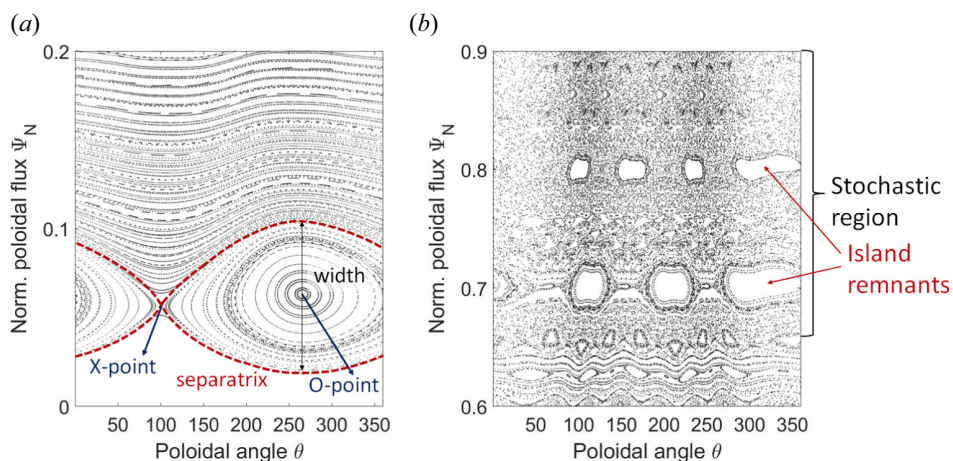 (a)
Norm. poloidal flux Ψ_N
0.2
0.1
0
width
X-point
separatrix
O-point
50 100 150 200 250 300 350
Poloidal angle θ
(b)
Norm. poloidal flux Ψ_N
0.9
0.8
0.7
0.6
Stochastic
region
Island
remnants
50 100 150 200 250 300 350
Poloidal angle θ